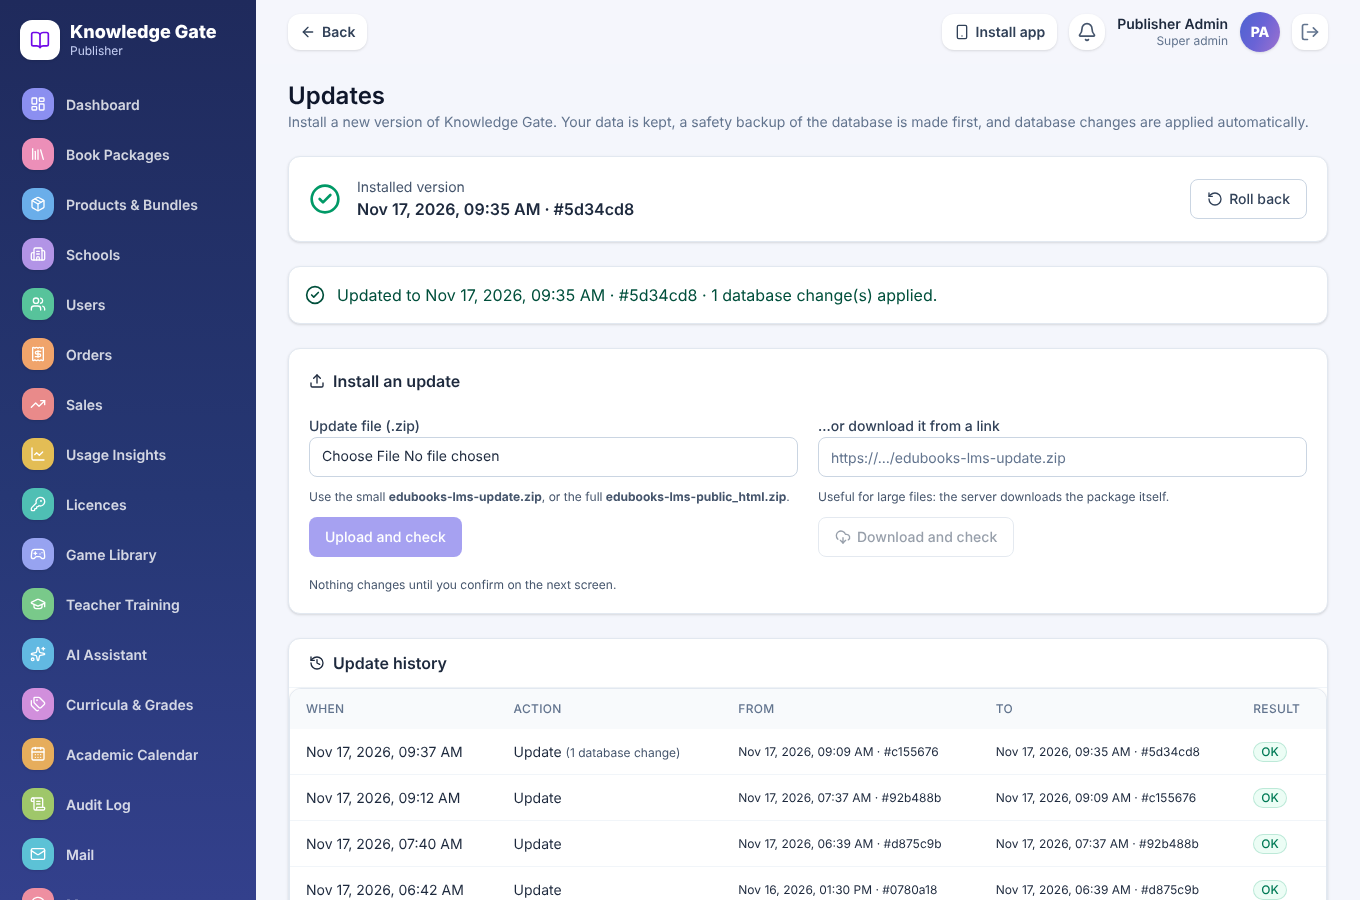 Knowledge Gate
Publisher
Dashboard
Book Packages
Products & Bundles
Schools
Users
Orders
Sales
Usage Insights
Licences
Game Library
Teacher Training
AI Assistant
Curricula & Grades
Academic Calendar
Audit Log
Mail
Back
Install app
Publisher Admin
Super admin
PA
Updates
Install a new version of Knowledge Gate. Your data is kept, a safety backup of the database is made first, and database changes are applied automatically.
Installed version
Nov 17, 2026, 09:35 AM · #5d34cd8
Roll back
Updated to Nov 17, 2026, 09:35 AM · #5d34cd8 · 1 database change(s) applied.
Install an update
Update file (.zip)
Choose File No file chosen
Use the small edubooks-lms-update.zip, or the full edubooks-lms-public_html.zip.
Upload and check
...or download it from a link
https://.../edubooks-lms-update.zip
Useful for large files: the server downloads the package itself.
Download and check
Nothing changes until you confirm on the next screen.
Update history
WHEN ACTION FROM TO RESULT
Nov 17, 2026, 09:37 AM Update (1 database change) Nov 17, 2026, 09:09 AM · #c155676 Nov 17, 2026, 09:35 AM · #5d34cd8 OK
Nov 17, 2026, 09:12 AM Update Nov 17, 2026, 07:37 AM · #92b488b Nov 17, 2026, 09:09 AM · #c155676 OK
Nov 17, 2026, 07:40 AM Update Nov 17, 2026, 06:39 AM · #d875c9b Nov 17, 2026, 07:37 AM · #92b488b OK
Nov 17, 2026, 06:42 AM Update Nov 16, 2026, 01:30 PM · #0780a18 Nov 17, 2026, 06:39 AM · #d875c9b OK